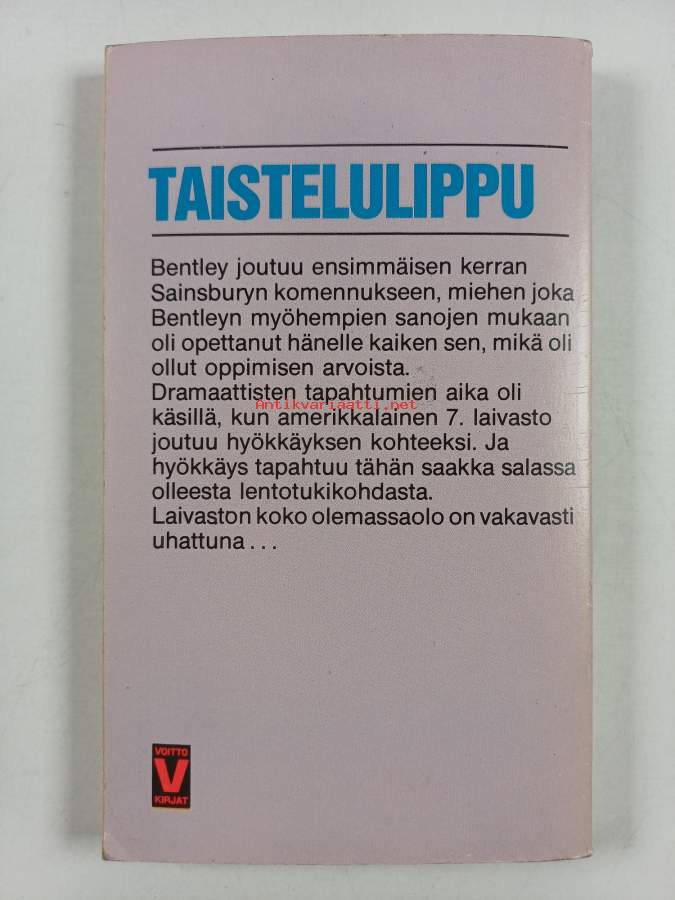 TAISTELULIPPU
Bentley joutuu ensimmäisen kerran
Sainsburyn komennukseen, miehen joka
Bentleyn myöhempien sanojen mukaan
oli opettanut hänelle kaiken sen, mikä oli
ollut oppimisen arvoista.
Dramaattisten tapahtumien aika oli
Antikvariaatti.net
käsillä, kun amerikkalainen 7. laivasto
joutuu hyökkäyksen kohteeksi. Ja
hyökkäys tapahtuu tähän saakka salassa
olleesta lentotukikohdasta.
Laivaston koko olemassaolo on vakavasti
uhattuna...
VOITTO
V
KIRJAT